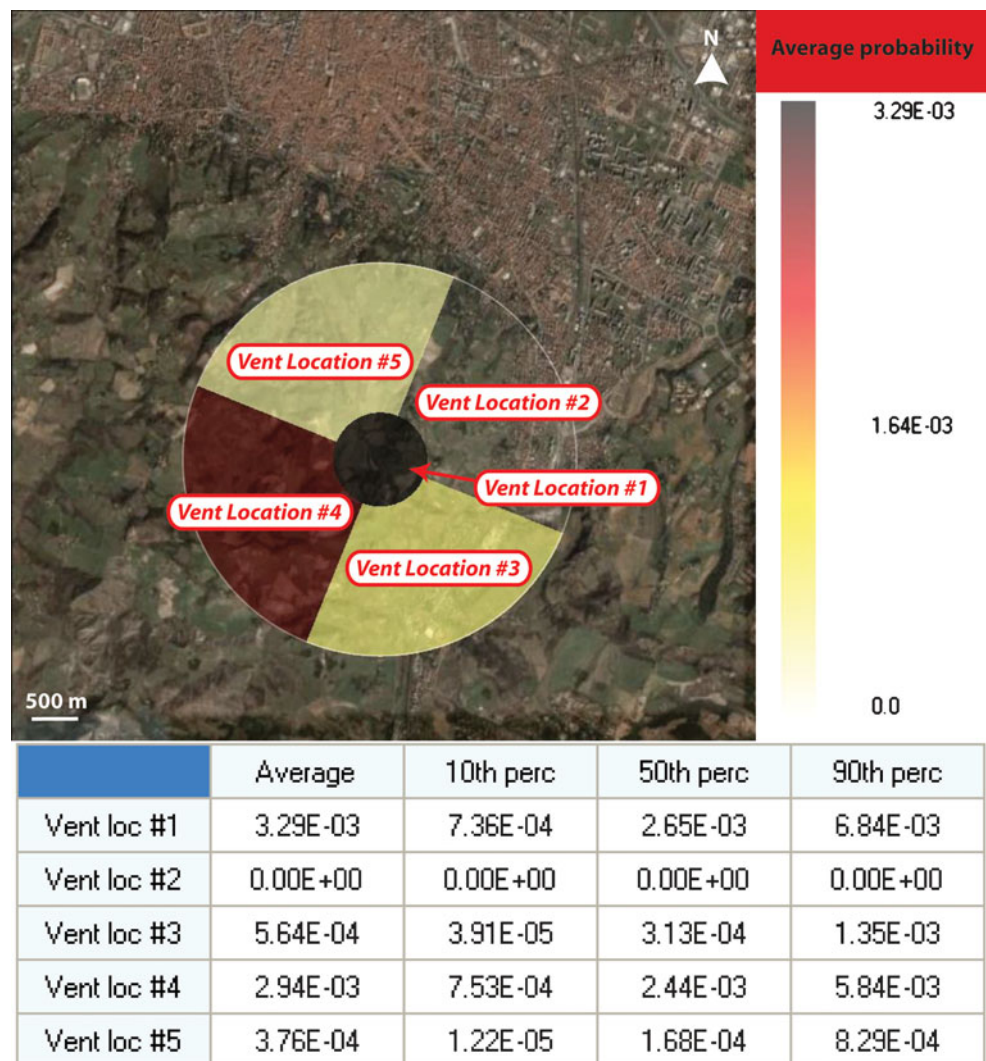 N
Average probability
3.29E-03
1.64E-03
0.0
Vent Location #5
Vent Location #2
Vent Location #1
Vent Location #4
Vent Location #3
500 m
Average 10th perc 50th perc 90th perc
Vent loc #1 3.29E-03 7.36E-04 2.65E-03 6.84E-03
Vent loc #2 0.00E+00 0.00E+00 0.00E+00 0.00E+00
Vent loc #3 5.64E-04 3.91E-05 3.13E-04 1.35E-03
Vent loc #4 2.94E-03 7.53E-04 2.44E-03 5.84E-03
Vent loc #5 3.76E-04 1.22E-05 1.68E-04 8.29E-04